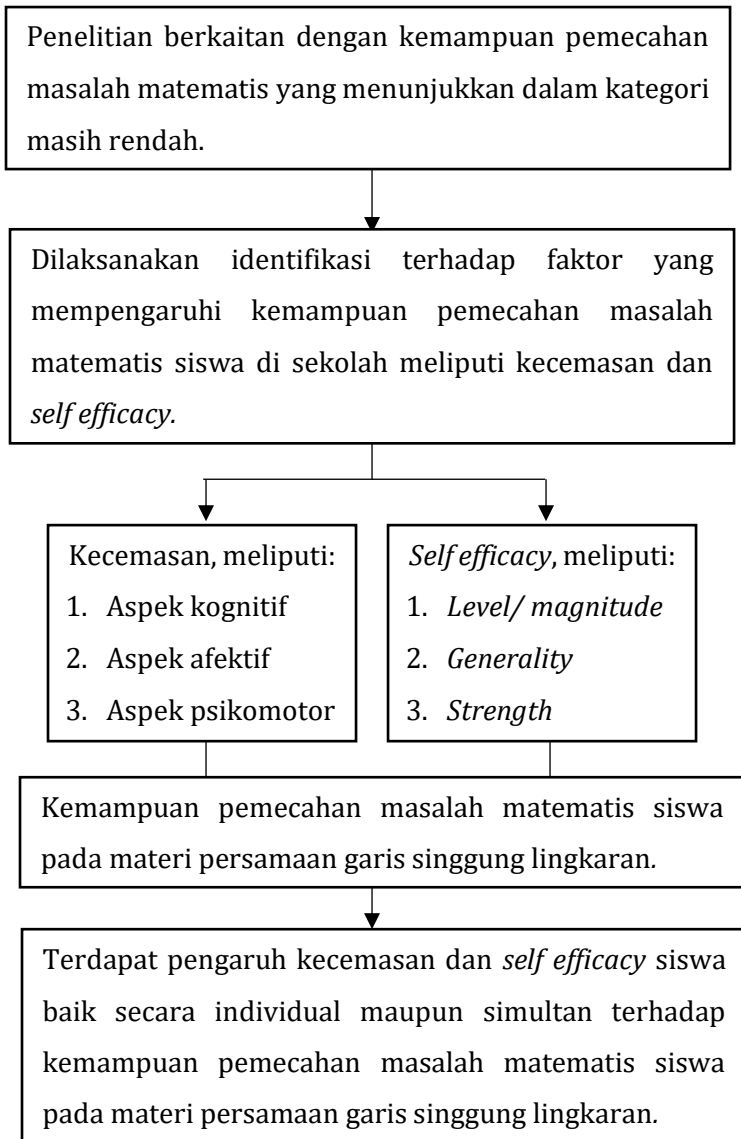 Penelitian berkaitan dengan kemampuan pemecahan
masalah matematis yang menunjukkan dalam kategori
masih rendah.
Dilaksanakan identifikasi terhadap faktor yang
mempengaruhi kemampuan pemecahan masalah
matematis siswa di sekolah meliputi kecemasan dan
self efficacy.
Kecemasan, meliputi:
1. Aspek kognitif
2. Aspek afektif
3. Aspek psikomotor
Self efficacy, meliputi:
1. Level/ magnitude
2. Generality
3. Strength
Kemampuan pemecahan masalah matematis siswa
pada materi persamaan garis singgung lingkaran.
Terdapat pengaruh kecemasan dan self efficacy siswa
baik secara individual maupun simultan terhadap
kemampuan pemecahan masalah matematis siswa
pada materi persamaan garis singgung lingkaran.